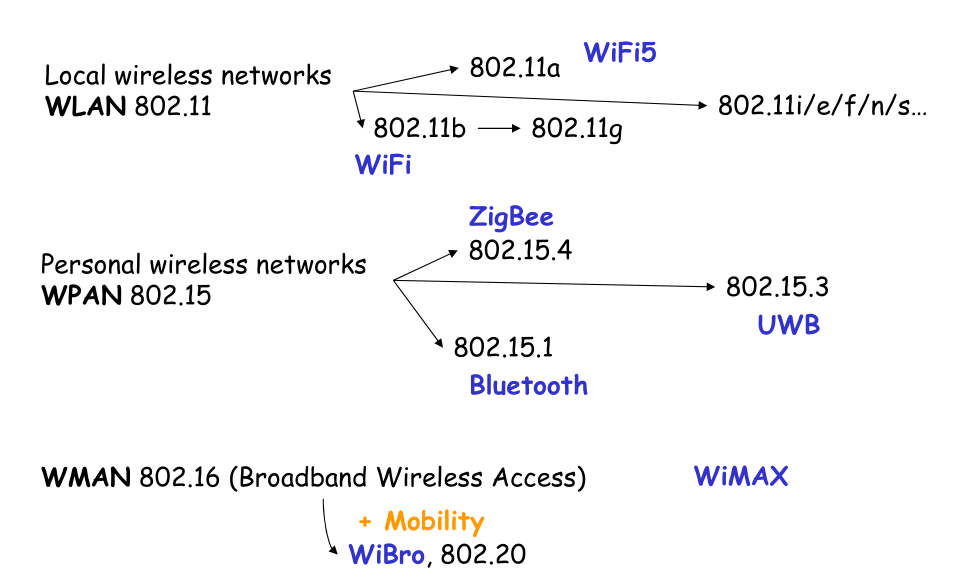 WiFi5
Local wireless networks
802.11a
WLAN 802.11
802.11i/e/f/n/s...
802.11b
802.11g
WiFi
ZigBee
802.15.4
Personal wireless networks
WPAN 802.15
802.15.3
UWB
802.15.1
Bluetooth
WMAN 802.16 (Broadband Wireless Access)
WiMAX
+ Mobility
WiBro, 802.20